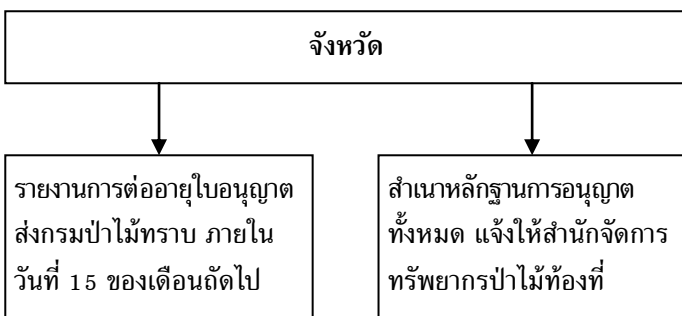 จังหวัด
รายงานการต่ออายุใบอนุญาต
ส่งกรมป่าไม้ทราบ ภายใน
วันที่ 15 ของเดือนถัดไป
สำเนาหลักฐานการอนุญาต
ทั้งหมด แจ้งให้สำนักจัดการ
ทรัพยากรป่าไม้ท้องที่